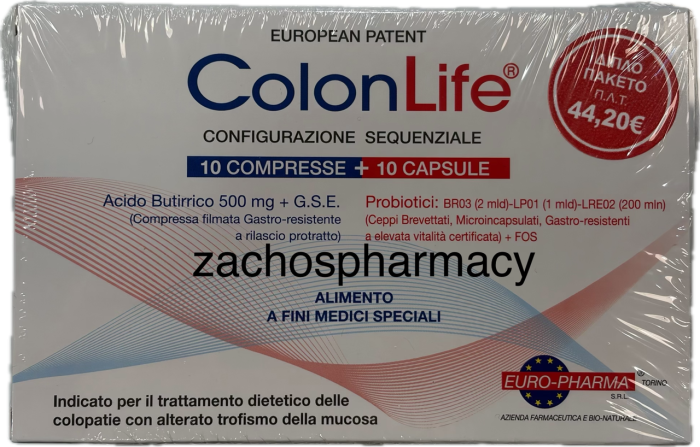 EUROPEAN PATENT
ColonLife®
CONFIGURAZIONE SEQUENZIALE
10 COMPRESSE + 10 CAPSULE
ΔΙΠΛΟ
ΠΑΚΕΤΟ
Π.Λ.Τ.
44,20€
Acido Butirrico 500 mg + G.S.E.
(Compressa filmata Gastro-resistente
a rilascio protratto)
Probiotici: BR03 (2 mld)-LP01 (1 mld)-LRE02 (200 mln)
(Ceppi Brevettati, Microincapsulati, Gastro-resistenti
a elevata vitalità certificata) + FOS
zachospharmacy
ALIMENTO
A FINI MEDICI SPECIALI
Indicato per il trattamento dietetico delle
colopatie con alterato trofismo della mucosa
EURO-PHARMA® TORINO
S.R.L.
AZIENDA FARMACEUTICA E BIO-NATURALE